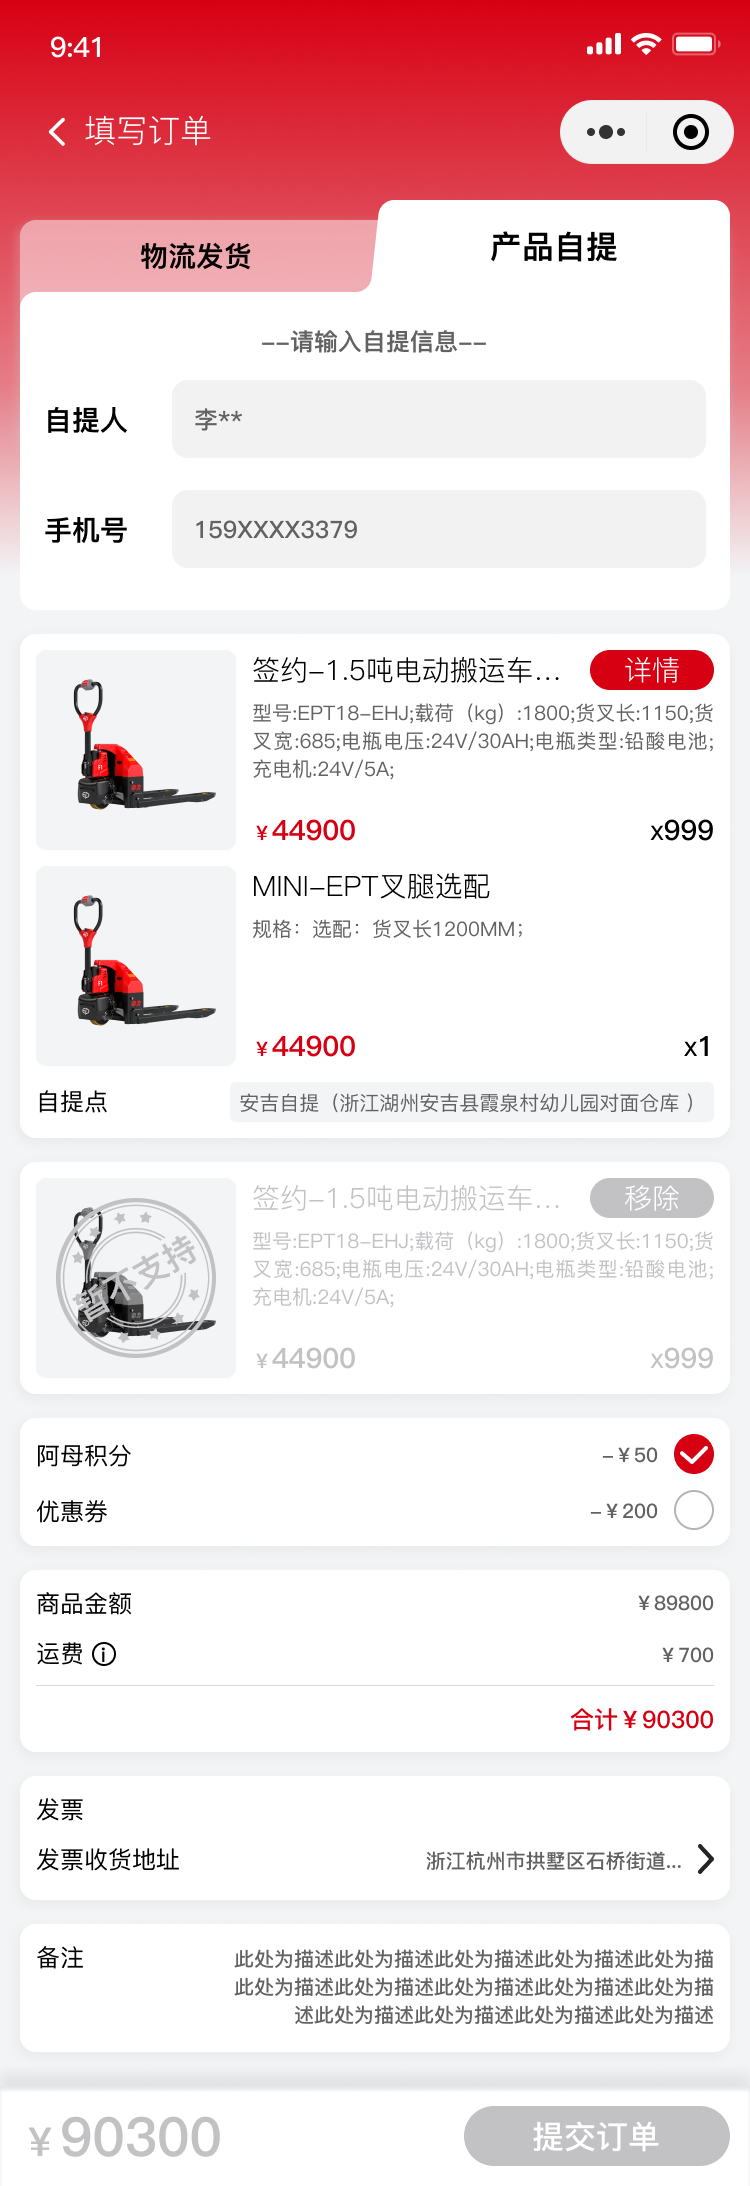 9:41
填写订单
物流发货
产品自提
--请输入自提信息--
自提人
李**
手机号
159XXXX3379
签约-1.5吨电动搬运车...
详情
型号:EPT18-EHJ;载荷（kg）:1800;货叉长:1150;货
叉宽:685;电瓶电压:24V/30AH;电瓶类型:铅酸电池;
充电机:24V/5A;
¥44900
x999
MINI-EPT叉腿选配
规格：选配：货叉长1200MM；
¥44900
x1
自提点
安吉自提（浙江湖州安吉县霞泉村幼儿园对面仓库 ）
暂不支持
签约-1.5吨电动搬运车...
移除
型号:EPT18-EHJ;载荷（kg）:1800;货叉长:1150;货
叉宽:685;电瓶电压:24V/30AH;电瓶类型:铅酸电池;
充电机:24V/5A;
¥44900
x999
阿母积分
-¥50
优惠券
-¥200
商品金额
¥89800
运费
¥700
合计¥90300
发票
发票收货地址
浙江杭州市拱墅区石桥街道...
备注
此处为描述此处为描述此处为描述此处为描述此处为描
此处为描述此处为描述此处为描述此处为描述此处为描
述此处为描述此处为描述此处为描述此处为描述
¥90300
提交订单